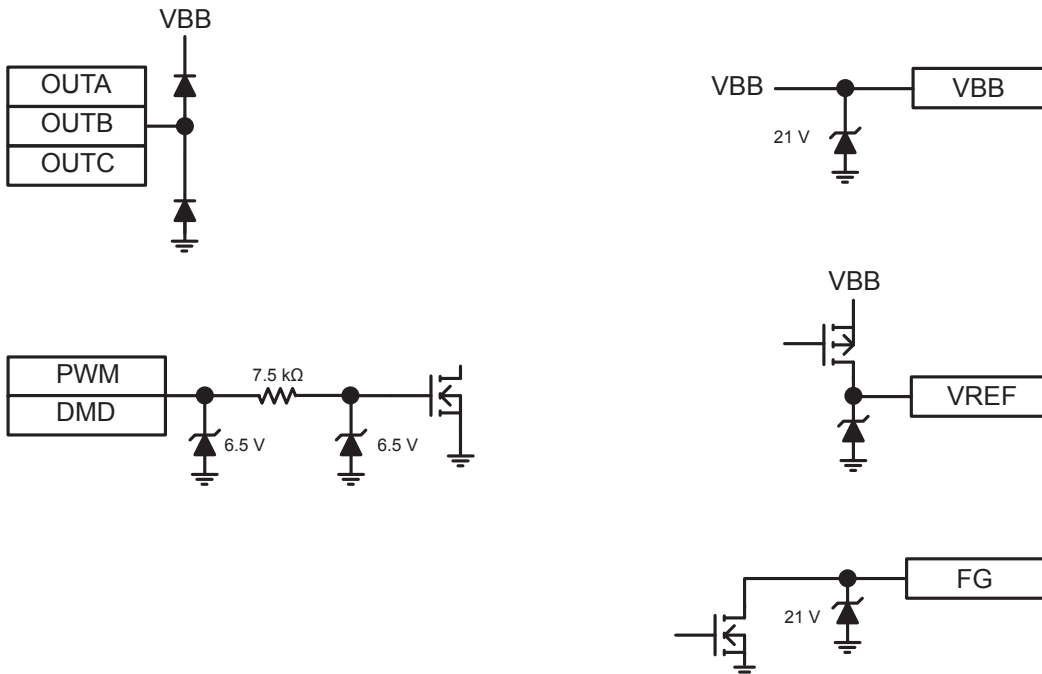 VBB
OUTA
OUTB
OUTC
VBB
VBB
21 V
VBB
PWM
DMD
7.5 kΩ
6.5 V
6.5 V
VREF
FG
21 V